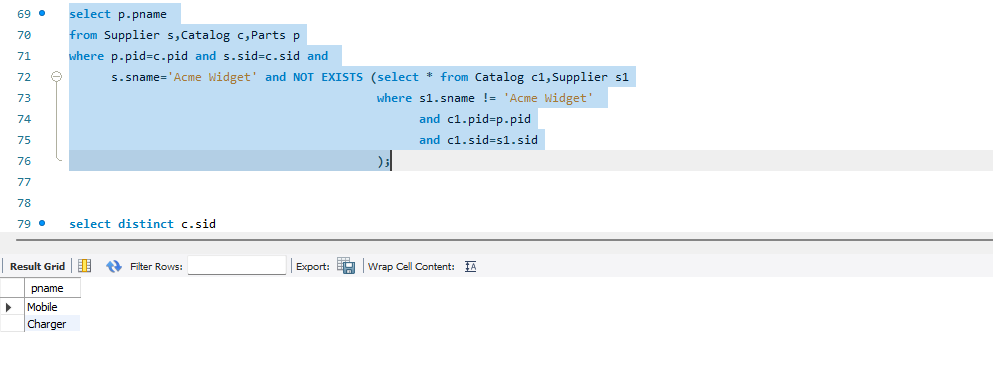 69 select p.pname
70 from Supplier s,Catalog c,Parts p
71 where p.pid=c.pid and s.sid=c.sid and
72 s.sname='Acme Widget' and NOT EXISTS (select * from Catalog c1,Supplier s1
73 where s1.sname != 'Acme Widget'
74 and c1.pid=p.pid
75 and c1.sid=s1.sid
76 );
77
78
79 select distinct c.sid
Result Grid Filter Rows: Export: Wrap Cell Content: IA
pname
Mobile
Charger